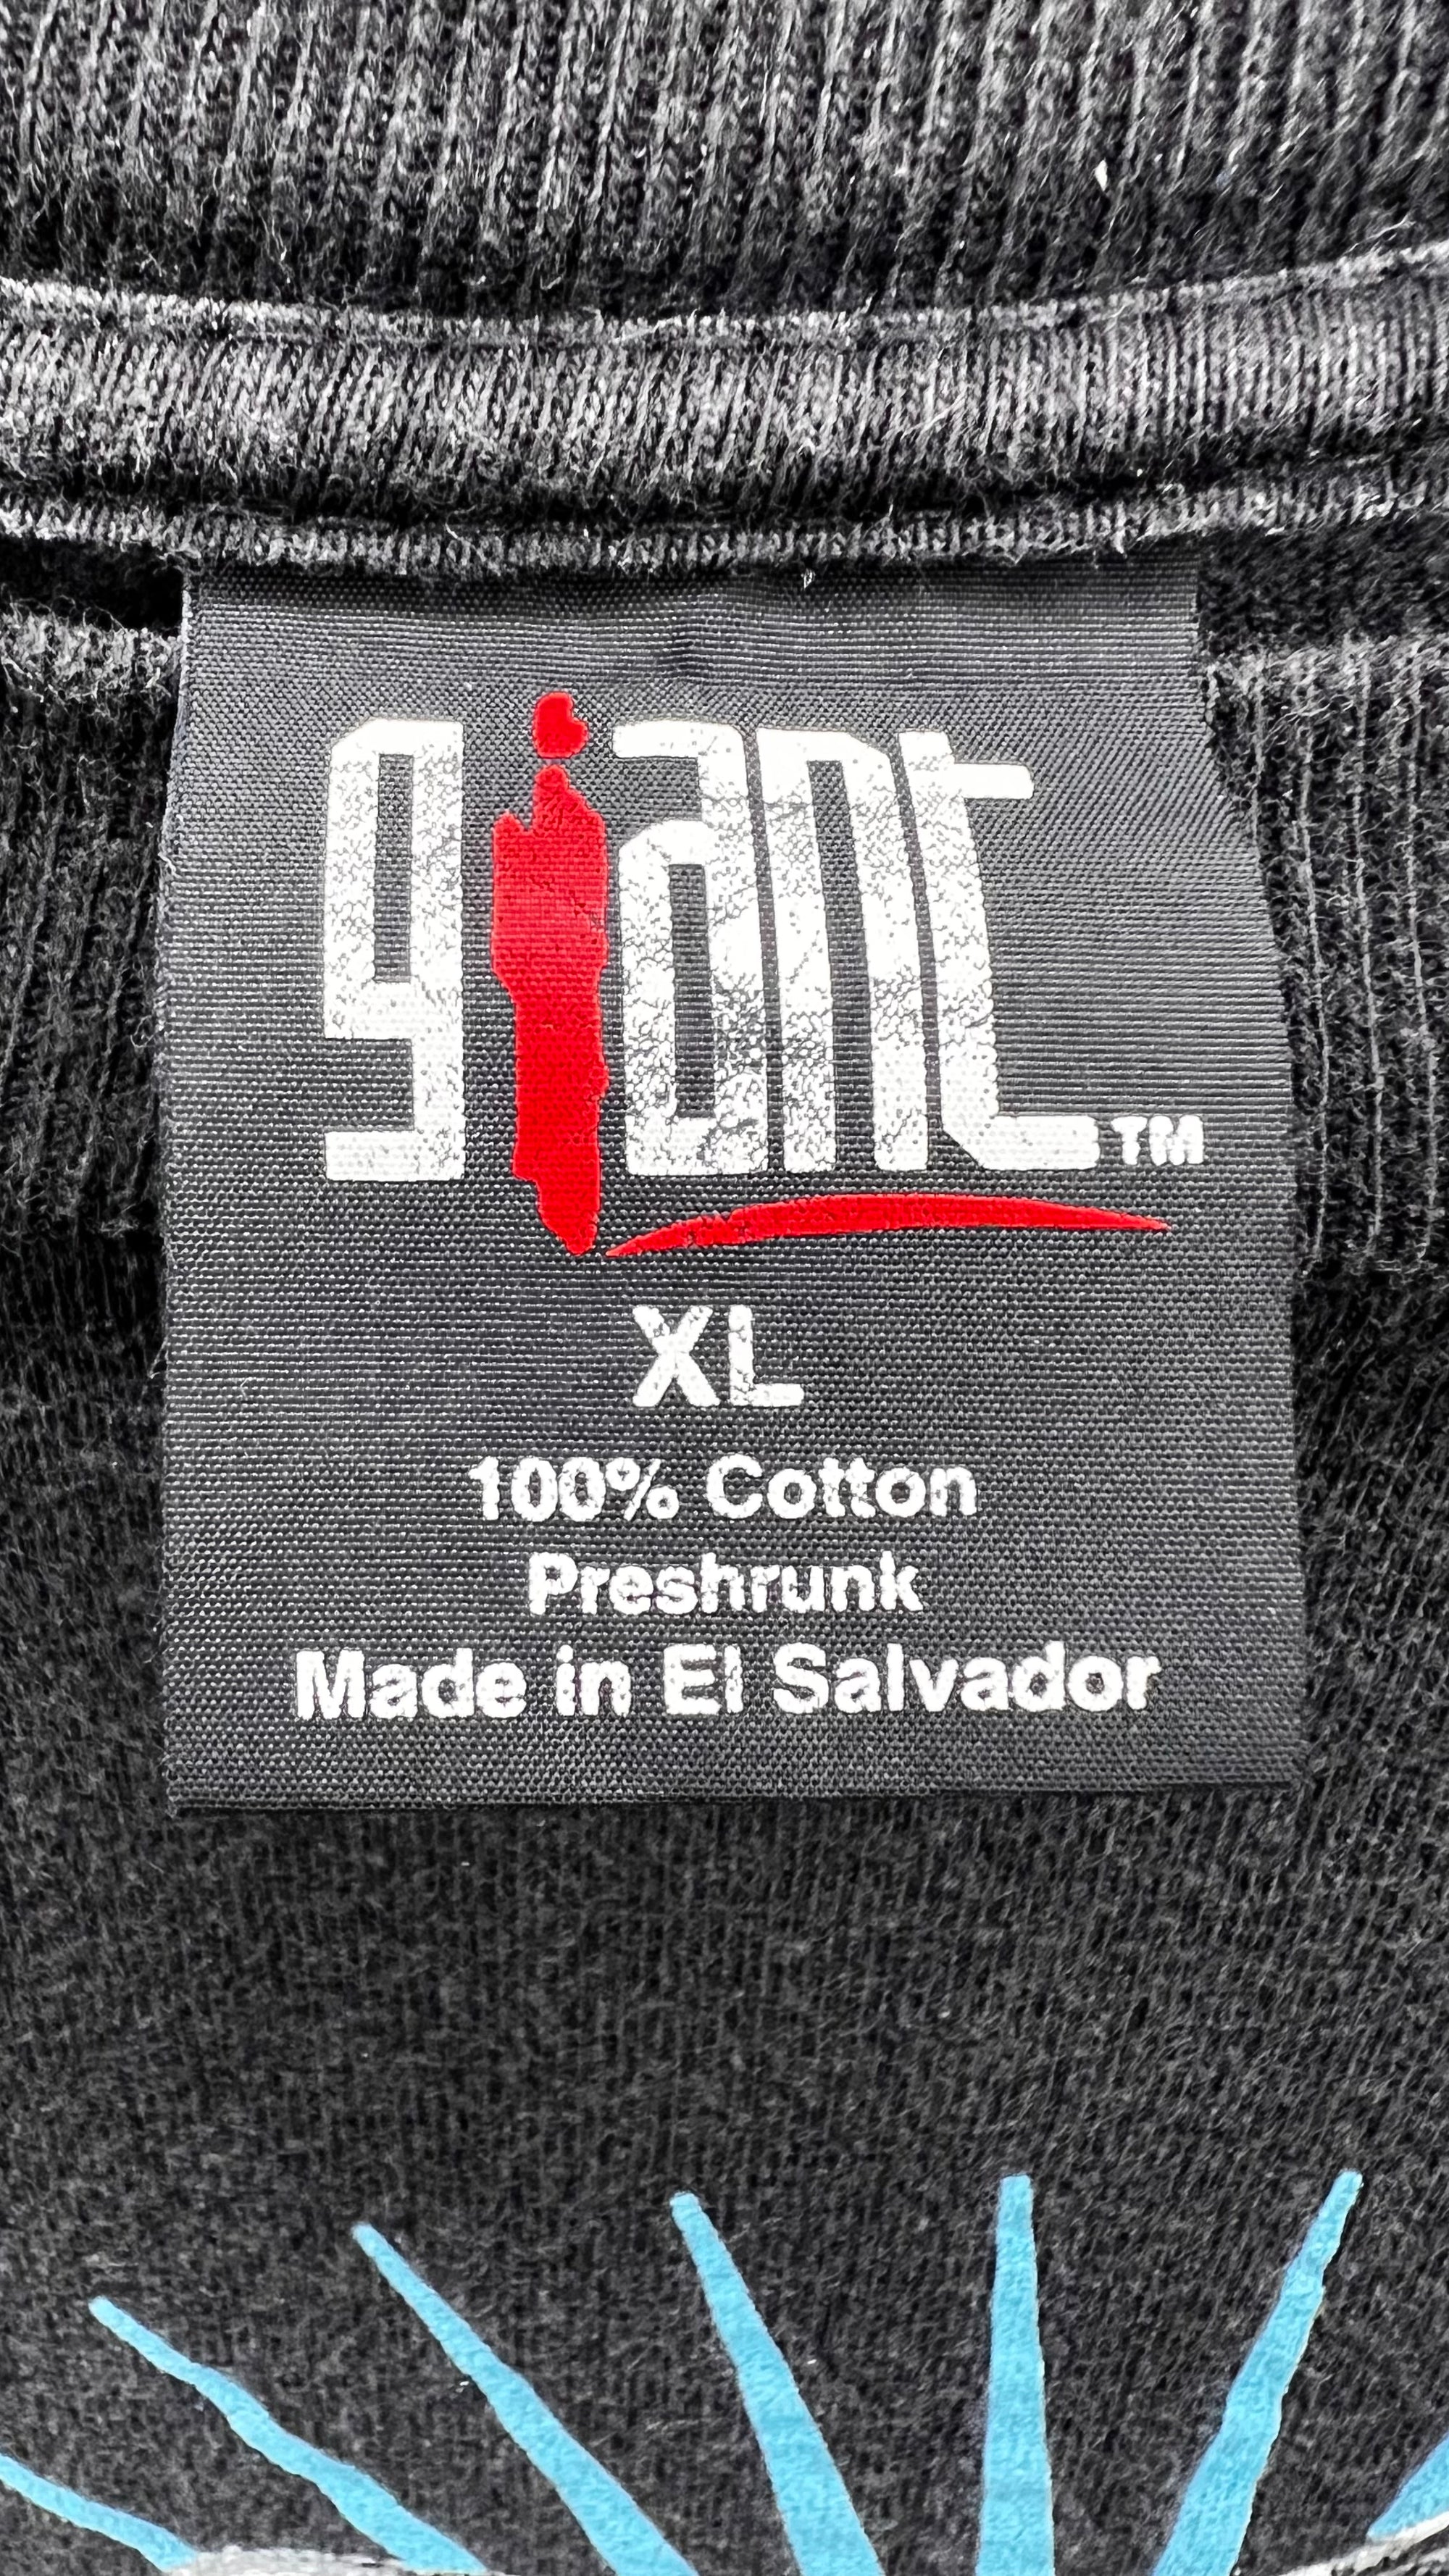 giant™
XL
100% Cotton
Preshrunk
Made in El Salvador